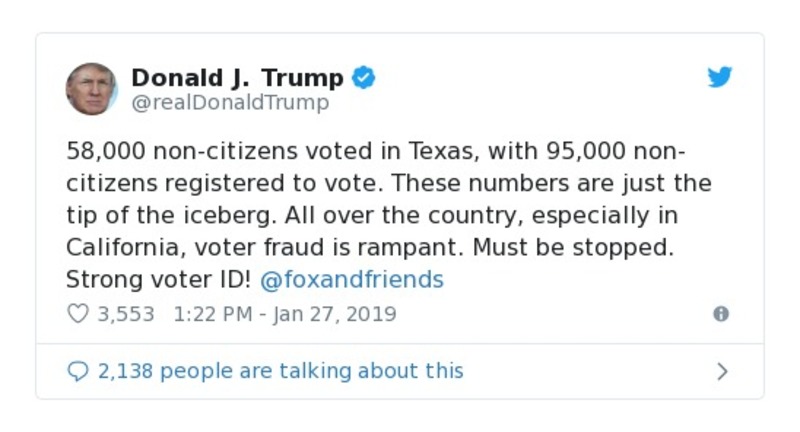 Donald J. Trump
@realDonaldTrump
58,000 non-citizens voted in Texas, with 95,000 non-
citizens registered to vote. These numbers are just the
tip of the iceberg. All over the country, especially in
California, voter fraud is rampant. Must be stopped.
Strong voter ID! @foxandfriends
3,553 1:22 PM - Jan 27, 2019
2,138 people are talking about this